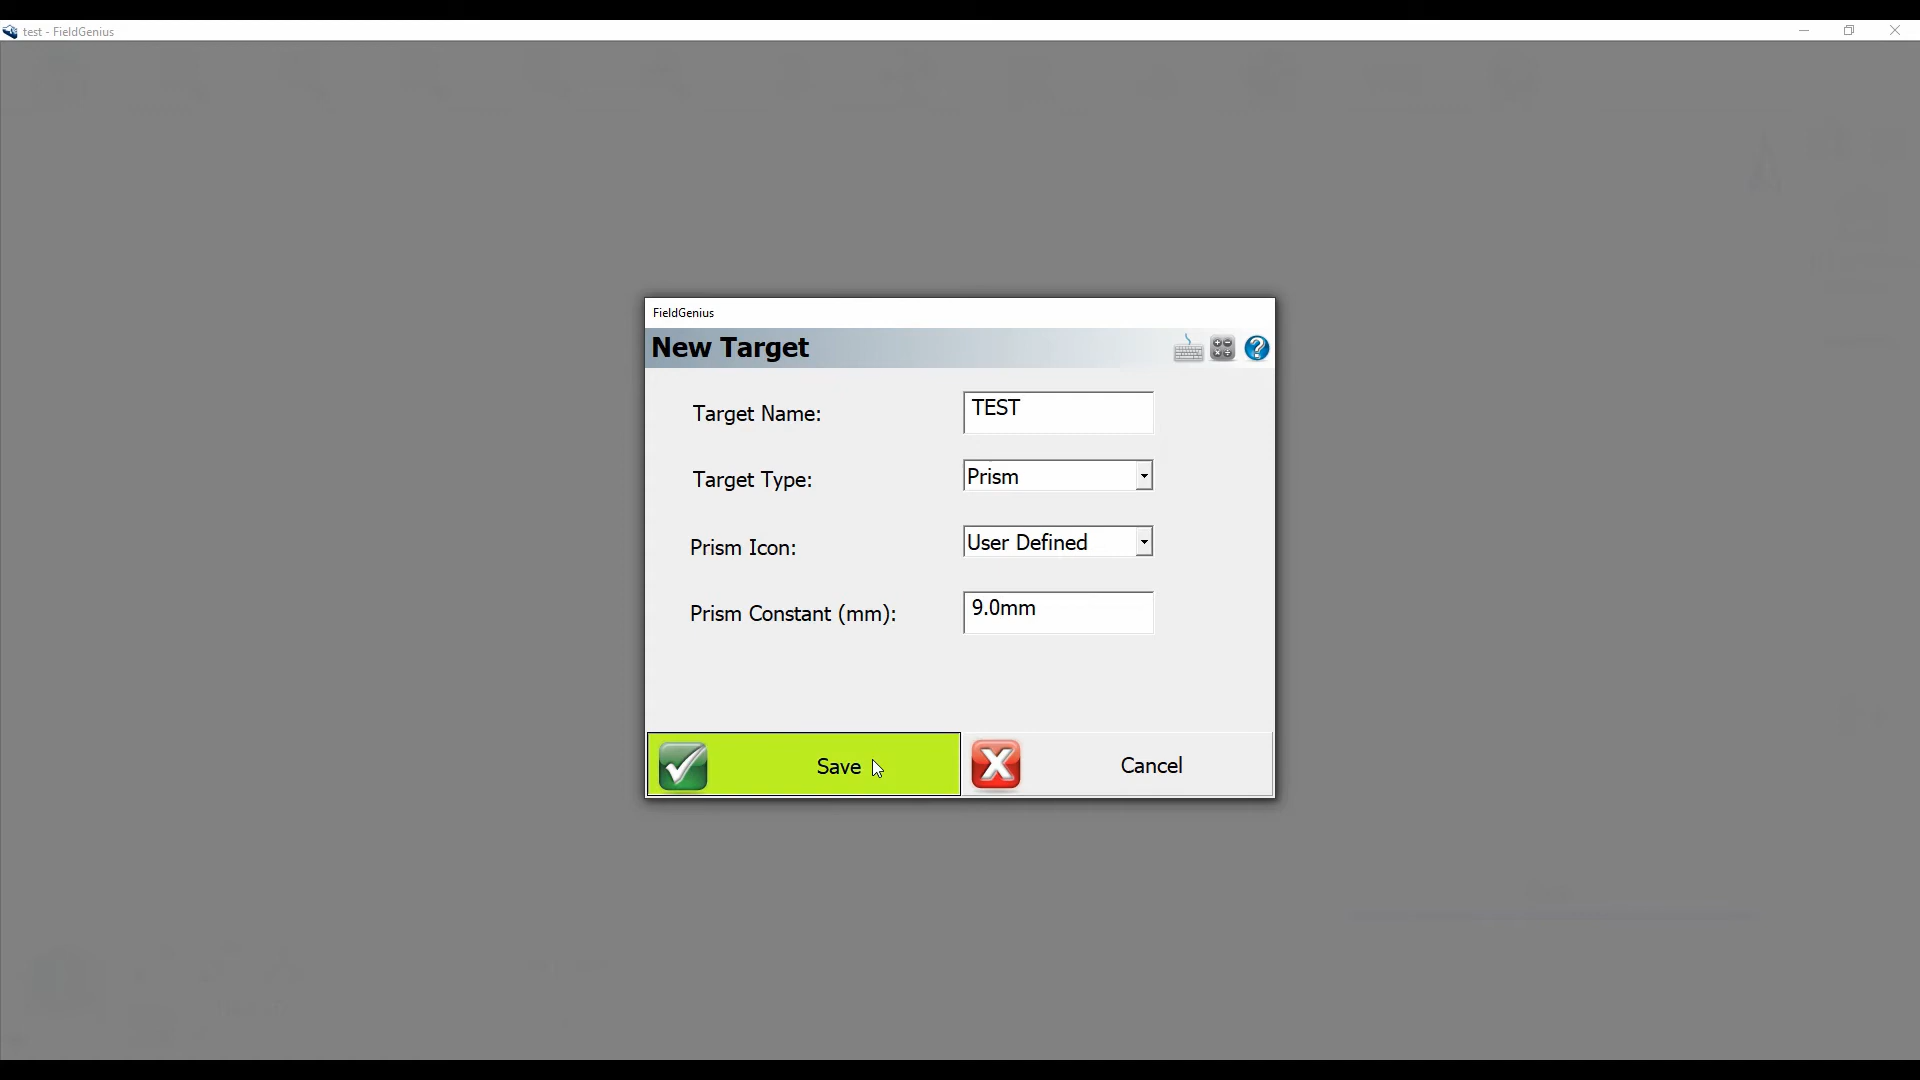 test - FieldGenius
FieldGenius
New Target
Target Name: TEST
Target Type: Prism
Prism Icon: User Defined
Prism Constant (mm): 9.0mm
Save Cancel